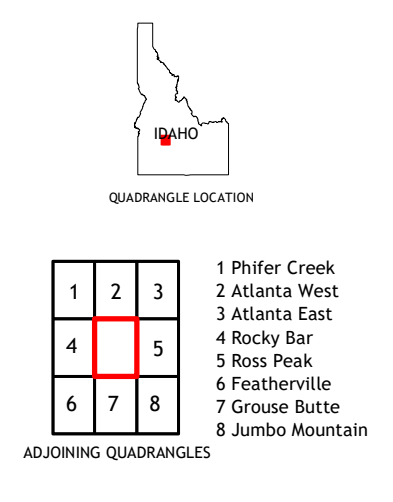 IDAHO
QUADRANGLE LOCATION
1 2 3
4 5
6 7 8
ADJOINING QUADRANGLES
1 Phifer Creek
2 Atlanta West
3 Atlanta East
4 Rocky Bar
5 Ross Peak
6 Featherville
7 Grouse Butte
8 Jumbo Mountain